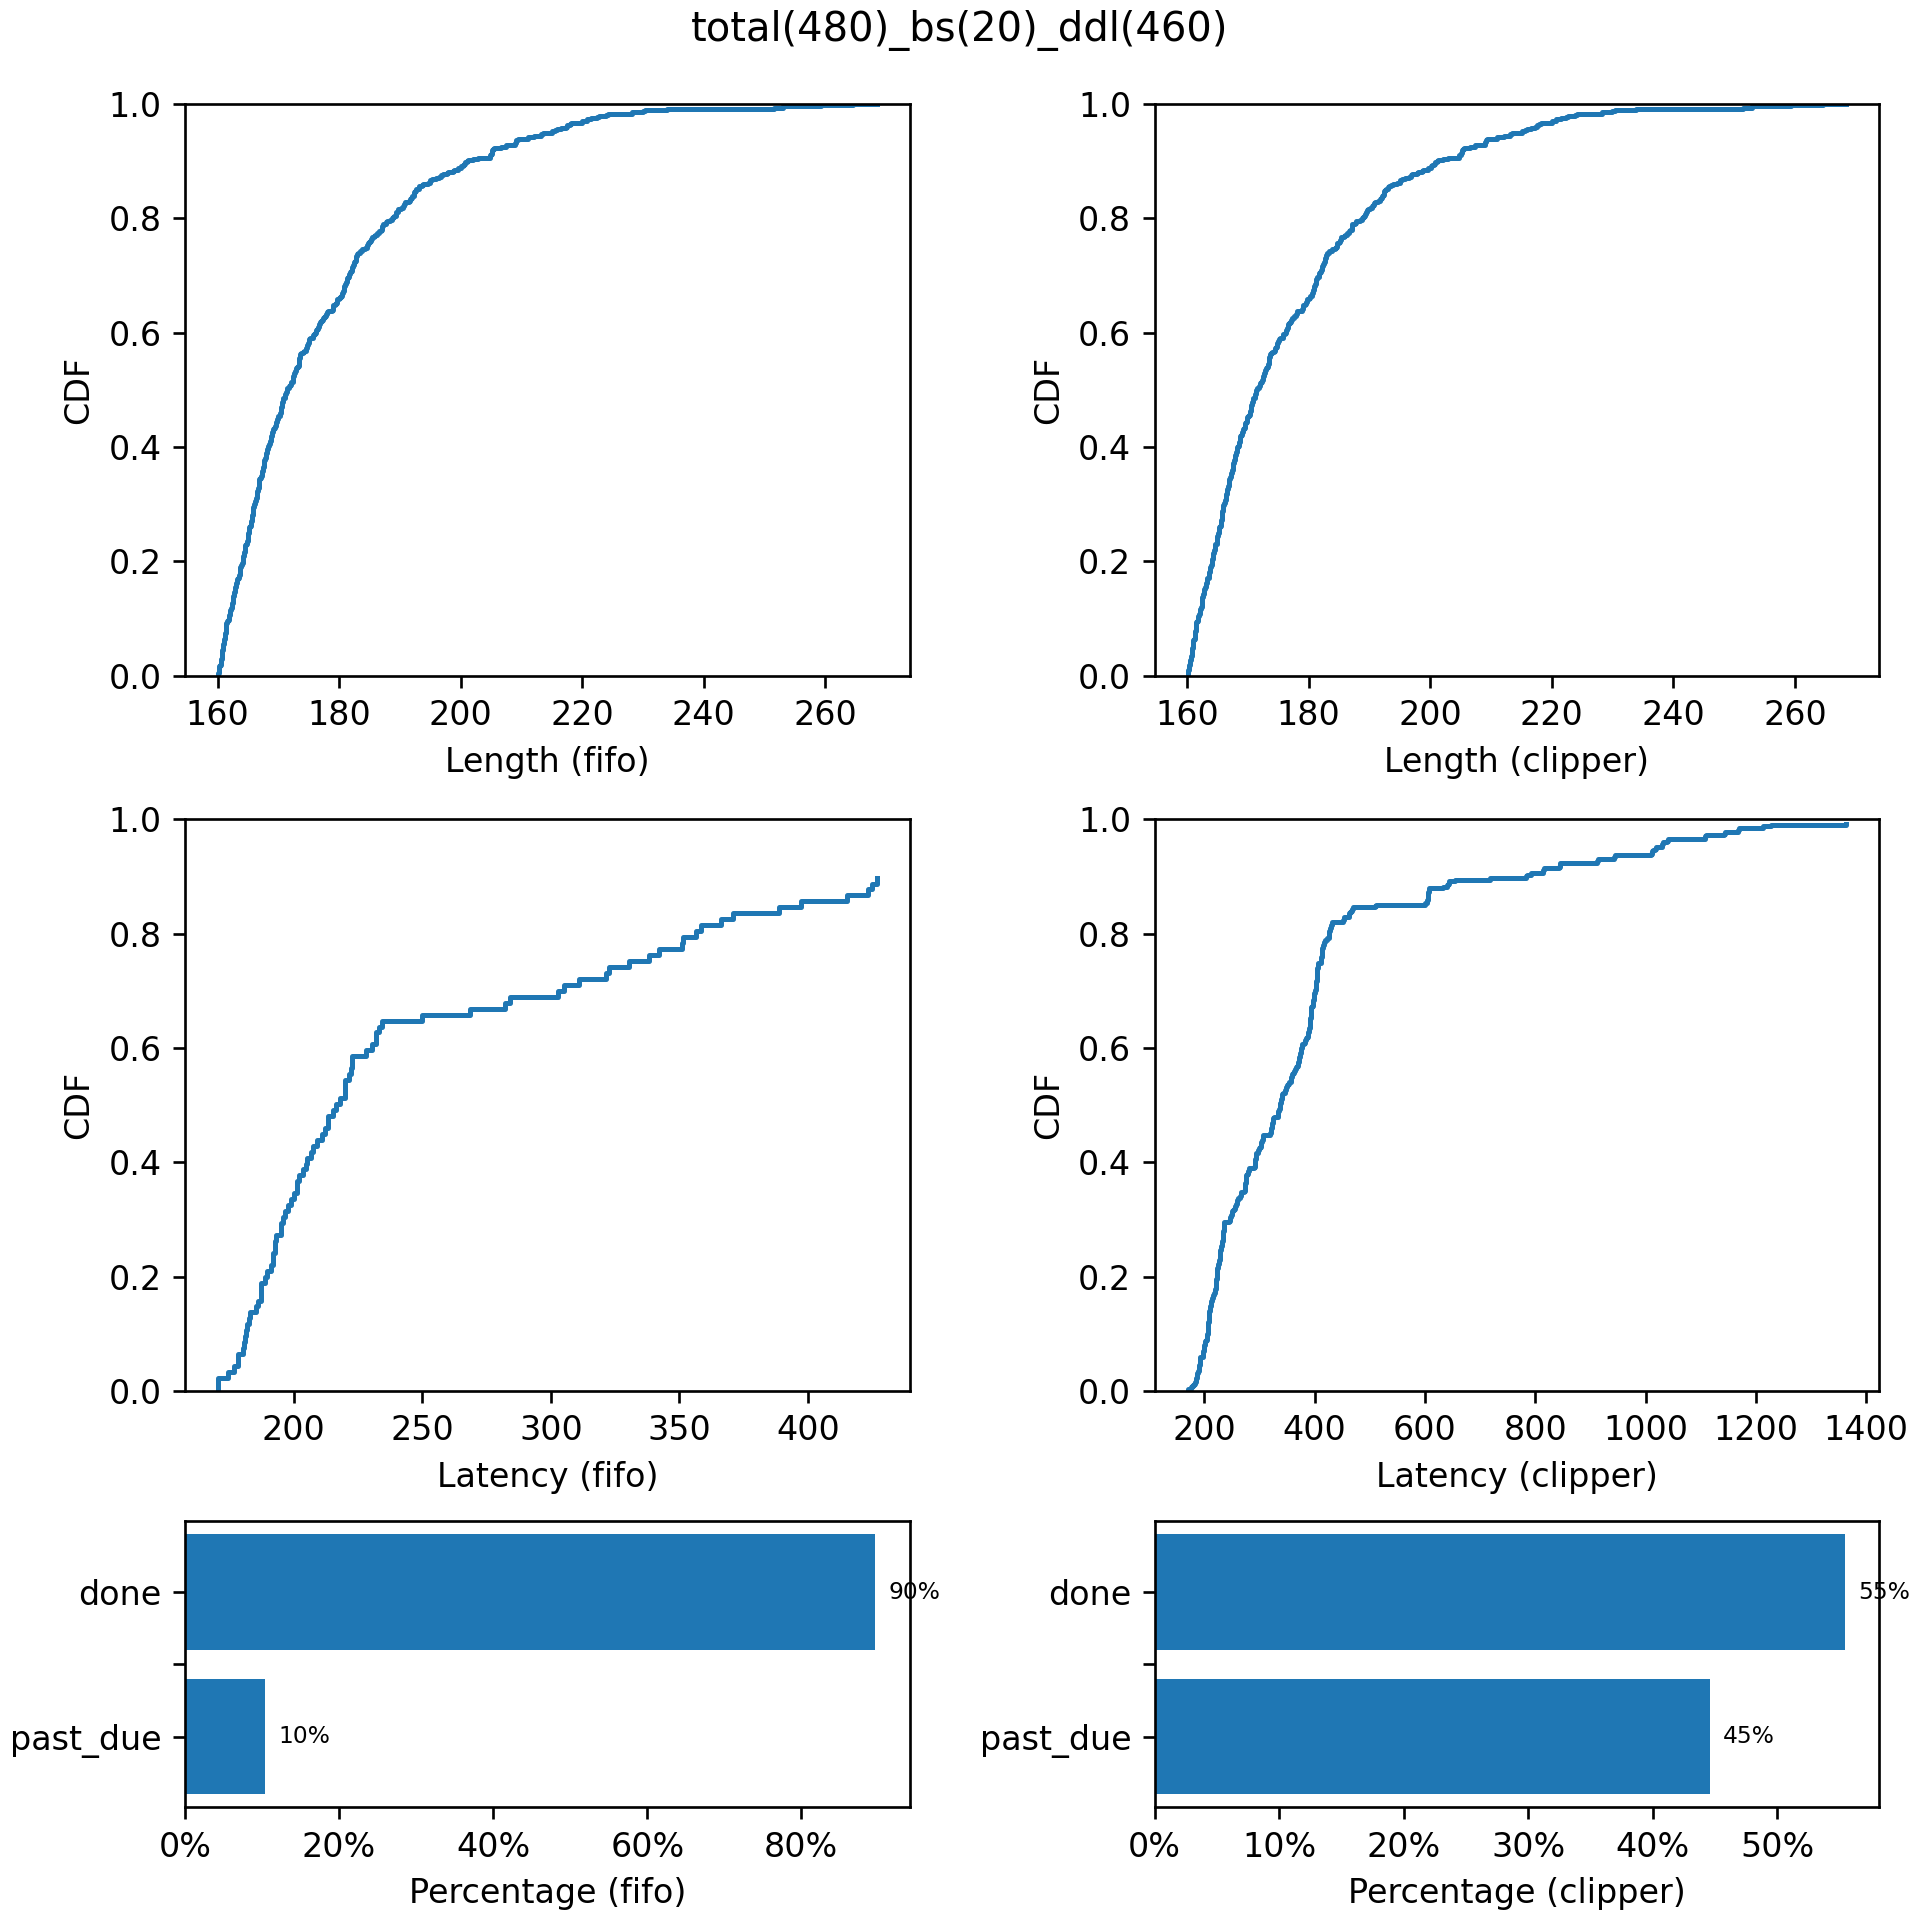 total(480)_bs(20)_ddl(460)
1.0
0.8
0.6
0.4
0.2
0.0
CDF
160 180 200 220 240 260
Length (fifo)
1.0
0.8
0.6
0.4
0.2
0.0
CDF
160 180 200 220 240 260
Length (clipper)
1.0
0.8
0.6
0.4
0.2
0.0
CDF
200 250 300 350 400
Latency (fifo)
1.0
0.8
0.6
0.4
0.2
0.0
CDF
200 400 600 800 1000 1200 1400
Latency (clipper)
done 90%
past_due 10%
0% 20% 40% 60% 80%
Percentage (fifo)
done 55%
past_due 45%
0% 10% 20% 30% 40% 50%
Percentage (clipper)